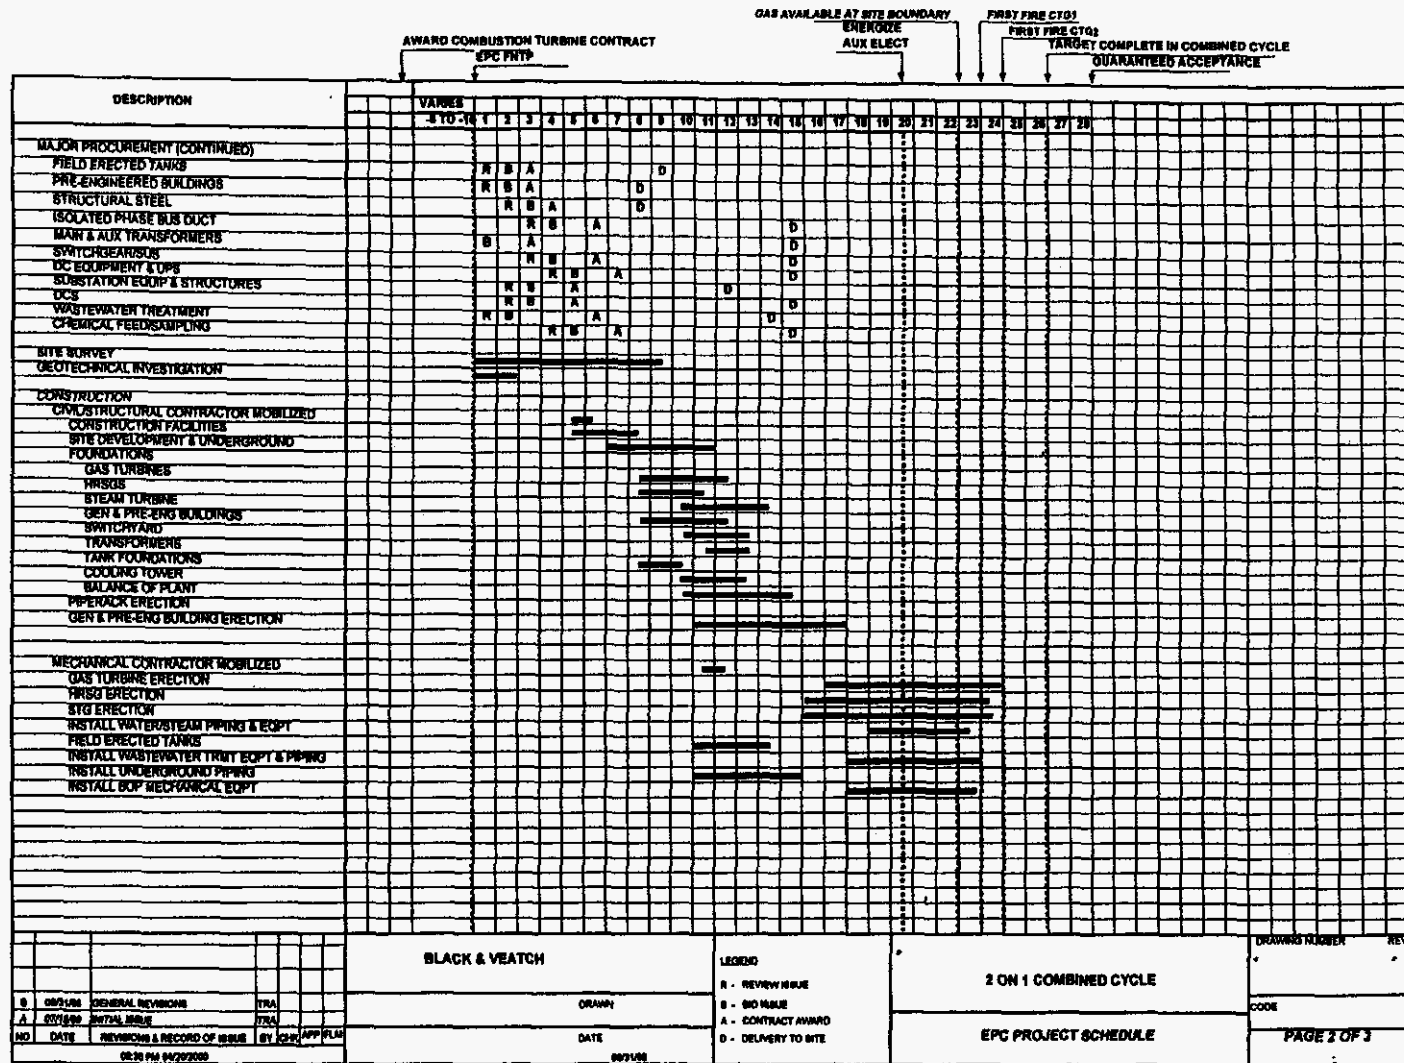 GAS AVAILABLE AT SITE BOUNDARY
FIRST FIRE CTG1
ENERGIZE
AUX ELECT
FIRST FIRE CTG2
AWARD COMBUSTION TURBINE CONTRACT
TARGET COMPLETE IN COMBINED CYCLE
EPC FNTP
GUARANTEED ACCEPTANCE
DESCRIPTION
VARIES
1 2 3 4 5 6 7 8 9 10 11 12 13 14 15 16 17 18 19 20 21 22 23 24 25 26 27 28
MAJOR PROCUREMENT (CONTINUED)
FIELD ERECTED TANKS R B A D
PRE-ENGINEERED BUILDINGS R B A D
STRUCTURAL STEEL R B A D
ISOLATED PHASE BUS DUCT R B A D
MAIN & AUX TRANSFORMERS B A D
SWITCHGEAR/SUS R B A D
DC EQUIPMENT & UPS R B A D
SUBSTATION EQUIP & STRUCTURES R B A D
DCS R B A D
WASTEWATER TREATMENT R B A D
CHEMICAL FEED/SAMPLING R B A D
SITE SURVEY
GEOTECHNICAL INVESTIGATION
CONSTRUCTION
CIVIL/STRUCTURAL CONTRACTOR MOBILIZED
CONSTRUCTION FACILITIES
SITE DEVELOPMENT & UNDERGROUND
FOUNDATIONS
GAS TURBINES
HRSGS
STEAM TURBINE
GEN & PRE-ENG BUILDINGS
SWITCHYARD
TRANSFORMERS
TANK FOUNDATIONS
COOLING TOWER
BALANCE OF PLANT
PIPERACK ERECTION
GEN & PRE-ENG BUILDING ERECTION
MECHANICAL CONTRACTOR MOBILIZED
GAS TURBINE ERECTION
HRSG ERECTION
STG ERECTION
INSTALL WATER/STEAM PIPING & EQPT
FIELD ERECTED TANKS
INSTALL WASTEWATER TRMT EQPT & PIPING
INSTALL UNDERGROUND PIPING
INSTALL BOP MECHANICAL EQPT
BLACK & VEATCH
DRAWN
DATE
LEGEND
R - REVIEW ISSUE
B - BID ISSUE
A - CONTRACT AWARD
D - DELIVERY TO SITE
2 ON 1 COMBINED CYCLE
EPC PROJECT SCHEDULE
DRAWING NUMBER REV
CODE
PAGE 2 OF 3
B GENERAL REVISIONS TRA
A INITIAL ISSUE TRA
NO DATE REVISIONS & RECORD OF ISSUE BY CHK APP